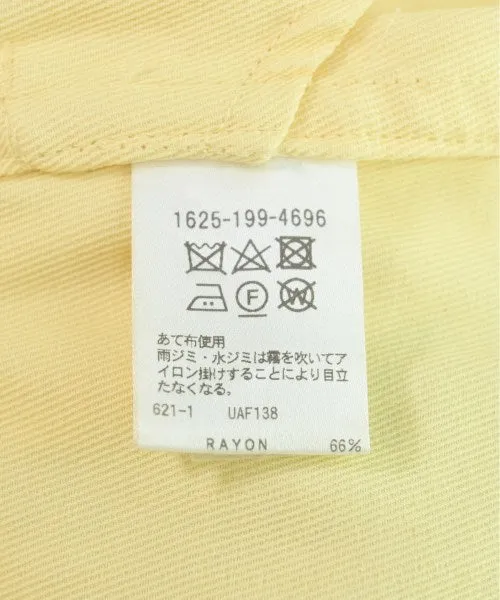 1625-199-4696
F W
あて布使用
雨ジミ・水ジミは霧を吹いてア
イロン掛けすることにより目立
たなくなる。
621-1 UAF138
RAYON 66%